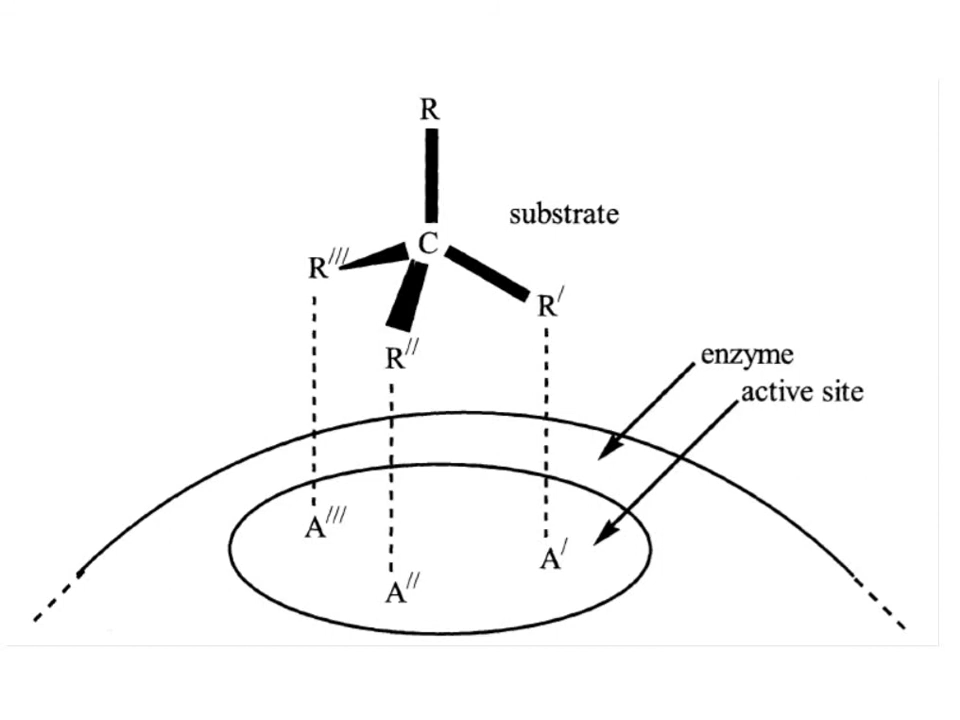 R
substrate
C
R///
R/
R//
enzyme
active site
A///
A/
A//